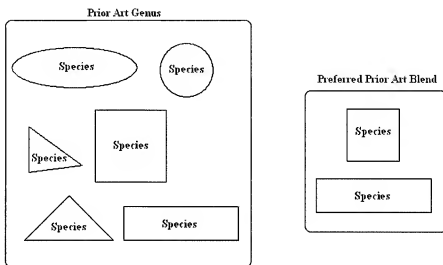 Prior Art Genus
Species
Species
Preferred Prior Art Blend
Species
Species
Species
Species
Species
Species